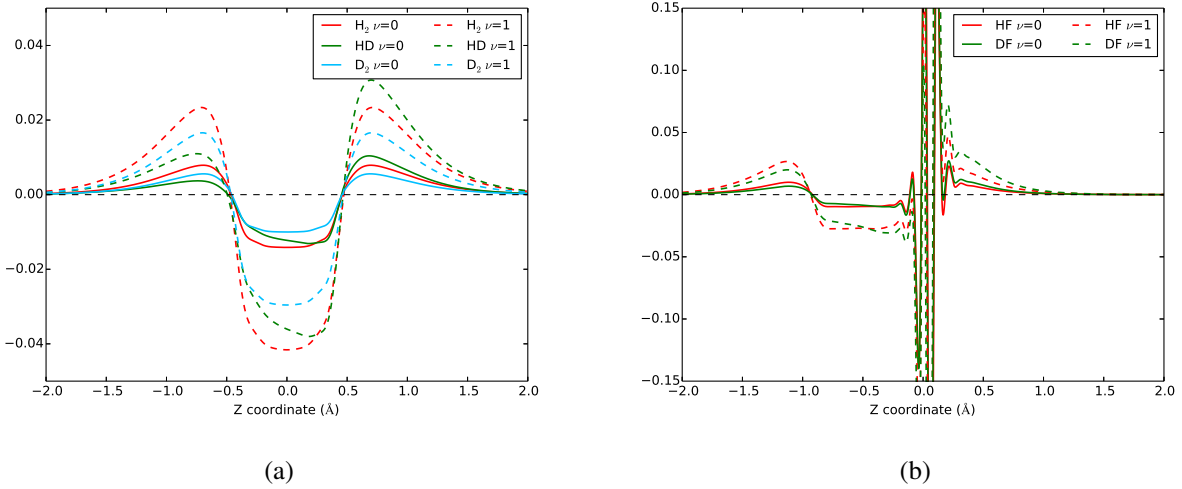 0.04
0.02
0.00
−0.02
−0.04
−2.0 −1.5 −1.0 −0.5 0.0 0.5 1.0 1.5 2.0
Z coordinate (Å)
H₂ ν=0 H₂ ν=1
HD ν=0 HD ν=1
D₂ ν=0 D₂ ν=1
(a)
0.15
0.10
0.05
0.00
−0.05
−0.10
−0.15
−2.0 −1.5 −1.0 −0.5 0.0 0.5 1.0 1.5 2.0
Z coordinate (Å)
HF ν=0 HF ν=1
DF ν=0 DF ν=1
(b)